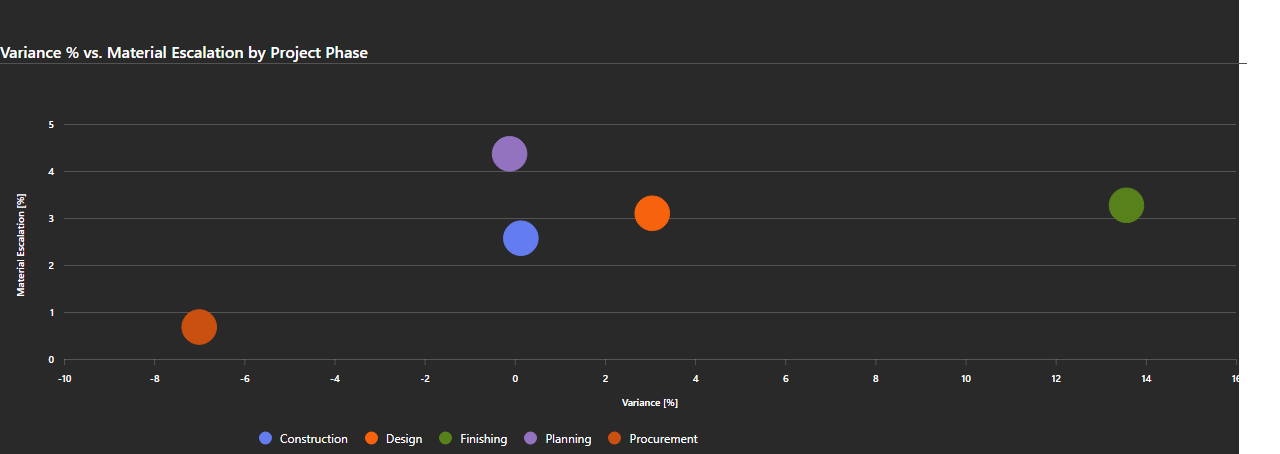 Variance % vs. Material Escalation by Project Phase
5
4
3
2
1
0
Material Escalation [%]
-10 -8 -6 -4 -2 0 2 4 6 8 10 12 14 16
Variance [%]
Construction Design Finishing Planning Procurement